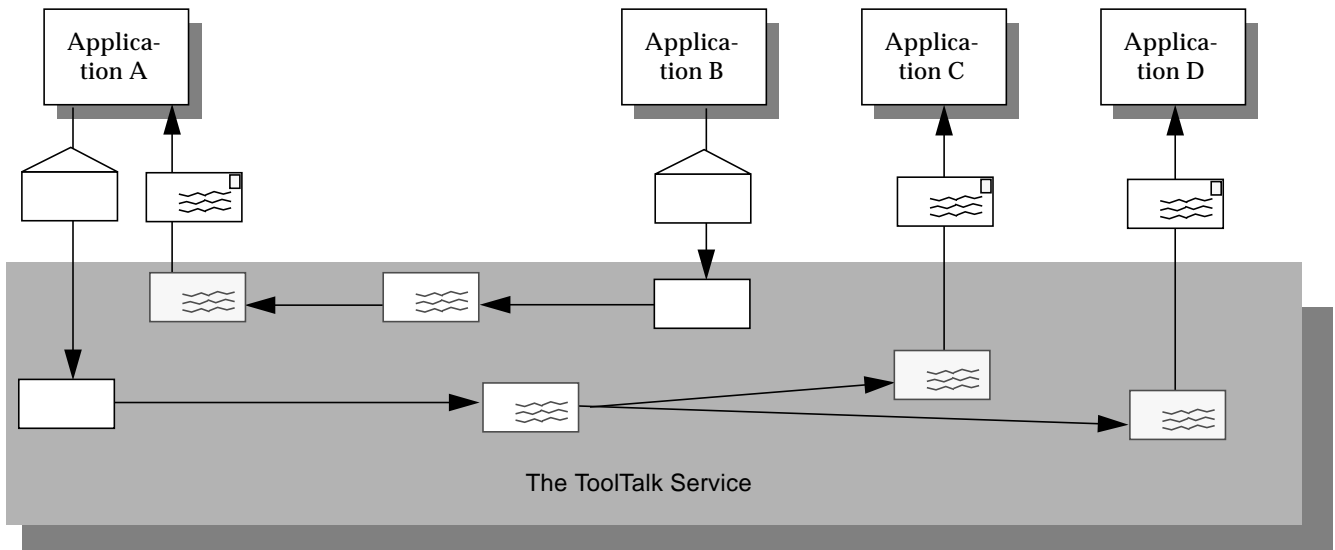 Applica-
tion A
Applica-
tion B
Applica-
tion C
Applica-
tion D
The ToolTalk Service